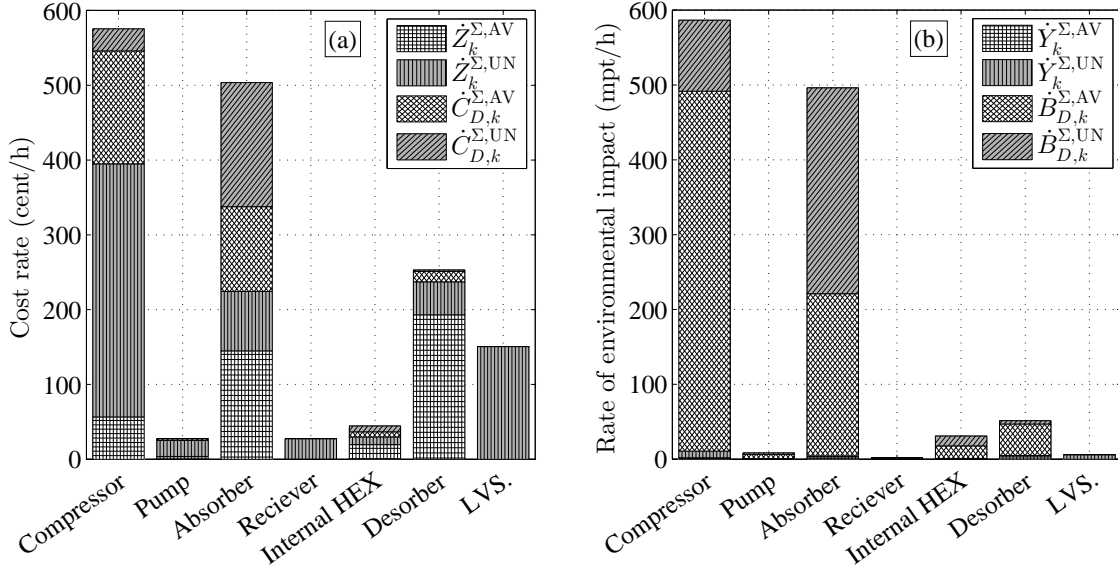 600
500
400
300
200
100
0
Cost rate (cent/h)
(a)
Ż_k^{Σ,AV}
Ż_k^{Σ,UN}
Ċ_{D,k}^{Σ,AV}
Ċ_{D,k}^{Σ,UN}
Compressor
Pump
Absorber
Reciever
Internal HEX
Desorber
LVS.
600
500
400
300
200
100
0
Rate of environmental impact (mpt/h)
(b)
Ẏ_k^{Σ,AV}
Ẏ_k^{Σ,UN}
Ḃ_{D,k}^{Σ,AV}
Ḃ_{D,k}^{Σ,UN}
Compressor
Pump
Absorber
Reciever
Internal HEX
Desorber
LVS.